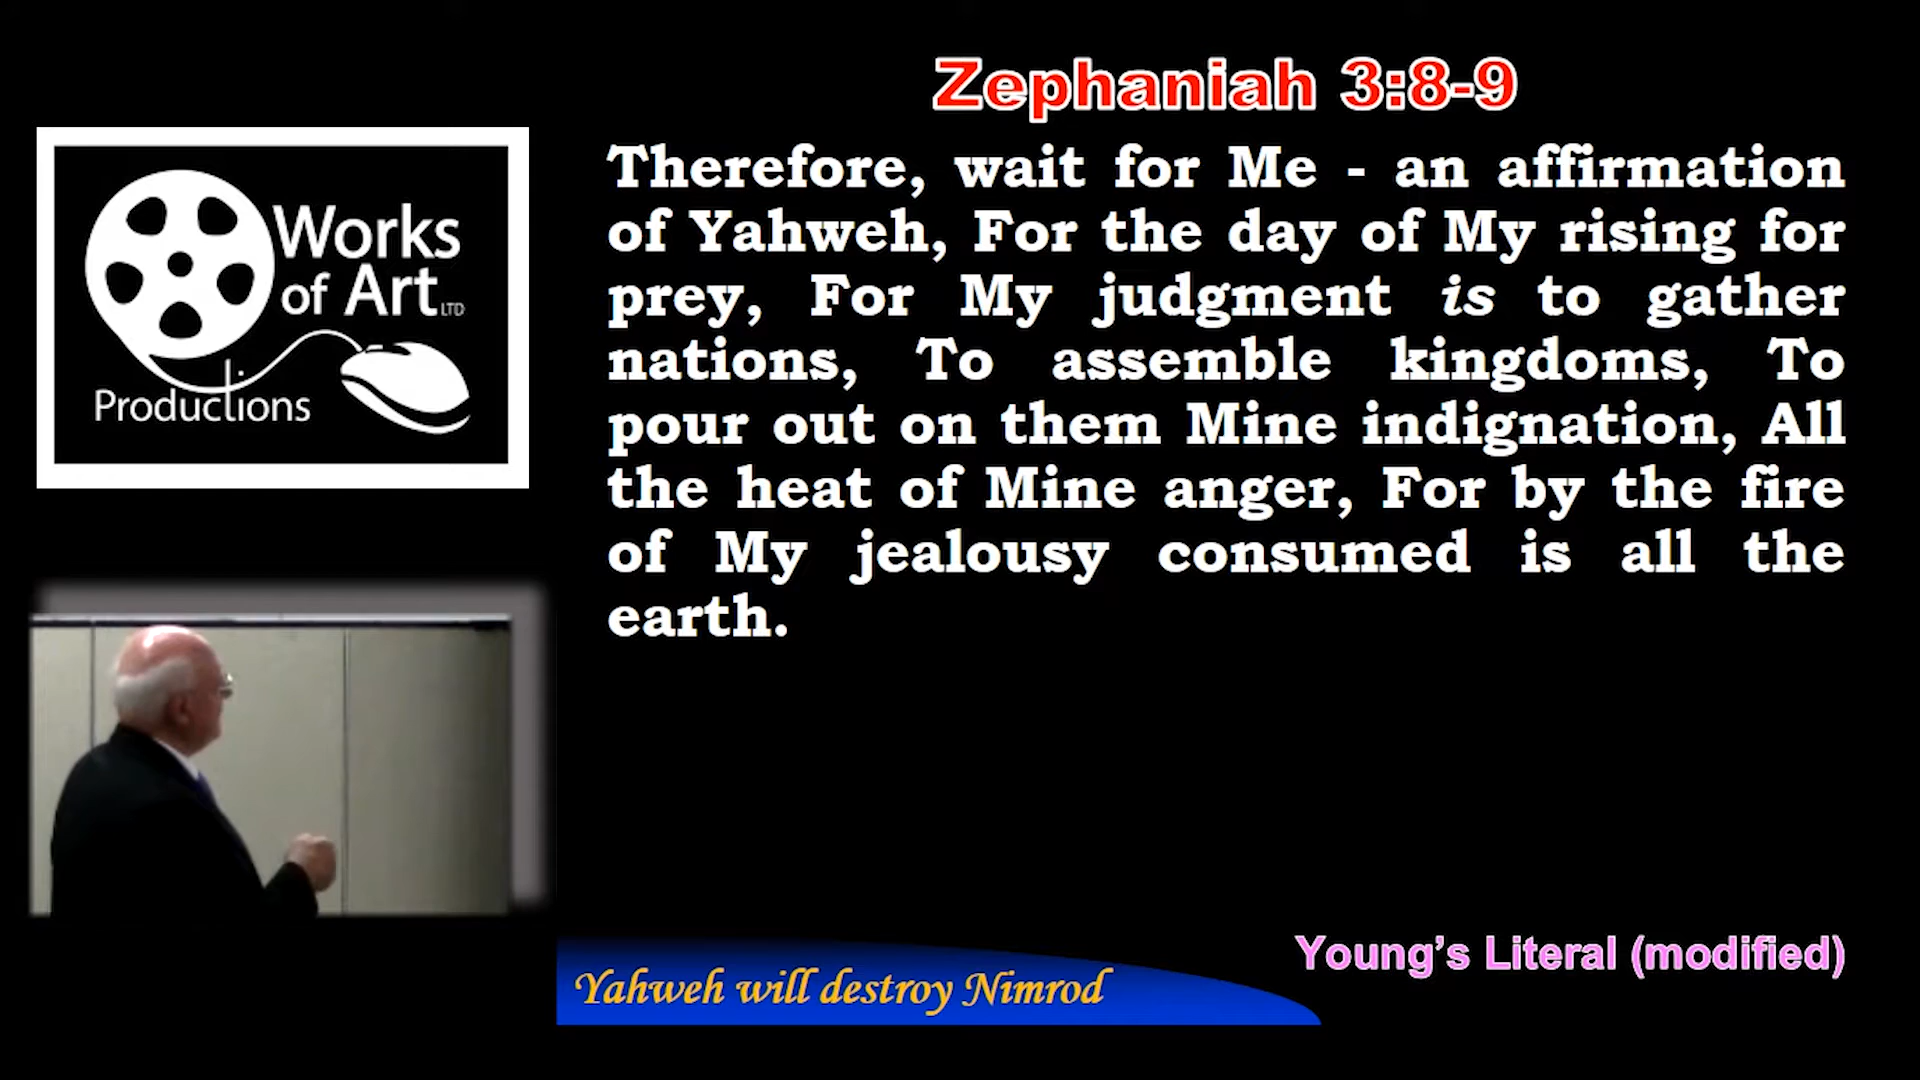 Zephaniah 3:8-9
Works
of Art LTD
Productions
Therefore, wait for Me - an affirmation
of Yahweh, For the day of My rising for
prey, For My judgment is to gather
nations, To assemble kingdoms, To
pour out on them Mine indignation, All
the heat of Mine anger, For by the fire
of My jealousy consumed is all the
earth.
Young's Literal (modified)
Yahweh will destroy Nimrod